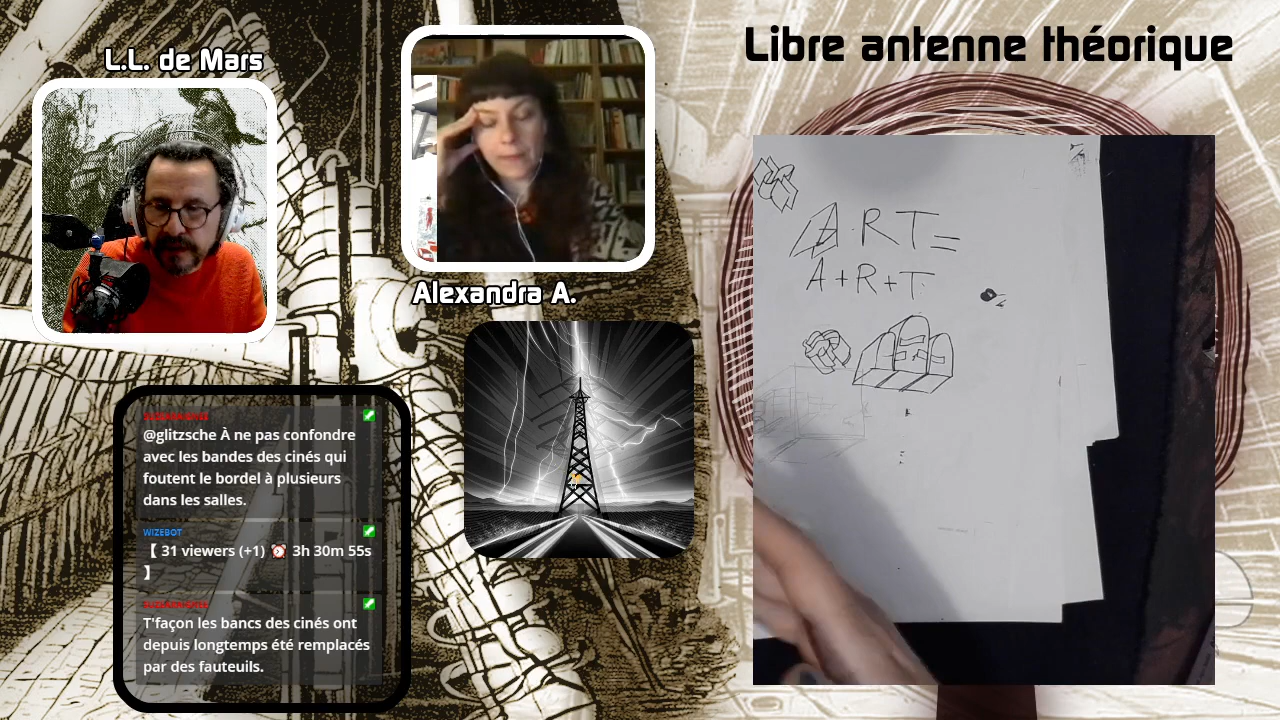 L.L. de Mars
Alexandra A.
Libre antenne théorique
A.RT=
A+R+T.
@glitzsche À ne pas confondre
avec les bandes des cinés qui
foutent le bordel à plusieurs
dans les salles.
WIZEBOT
【 31 viewers (+1) ⏰ 3h 30m 55s
】
T'façon les bancs des cinés ont
depuis longtemps été remplacés
par des fauteuils.